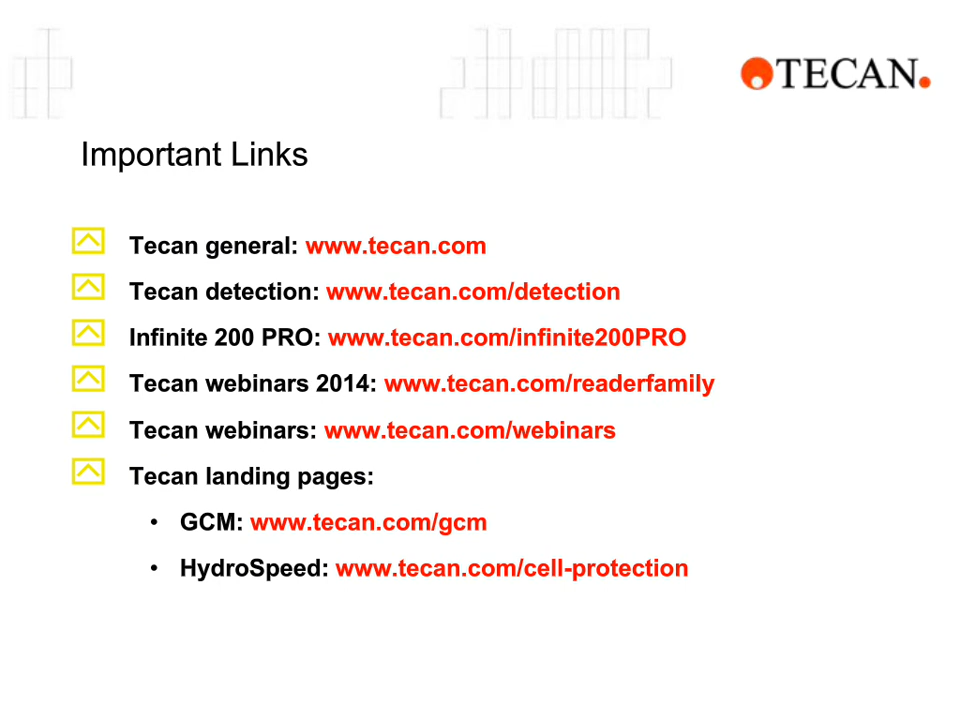 TECAN.
Important Links
Tecan general: www.tecan.com
Tecan detection: www.tecan.com/detection
Infinite 200 PRO: www.tecan.com/infinite200PRO
Tecan webinars 2014: www.tecan.com/readerfamily
Tecan webinars: www.tecan.com/webinars
Tecan landing pages:
• GCM: www.tecan.com/gcm
• HydroSpeed: www.tecan.com/cell-protection